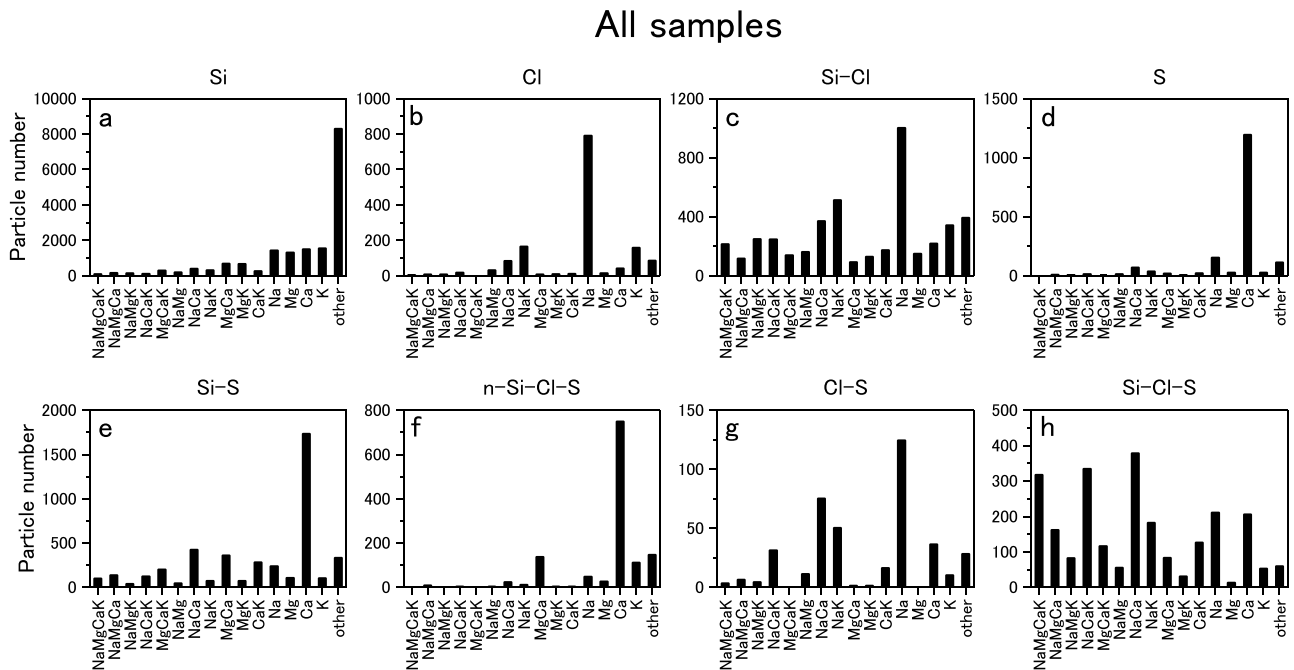 All samples
Si
Cl
Si-Cl
S
Particle number
10000
8000
6000
4000
2000
0
a
NaMgCaK
NaMgCa
NaMgK
NaCaK
MgCaK
NaMg
NaCa
NaK
MgCa
MgK
CaK
Na
Mg
Ca
K
other
1000
800
600
400
200
0
b
NaMgCaK
NaMgCa
NaMgK
NaCaK
MgCaK
NaMg
NaCa
NaK
MgCa
MgK
CaK
Na
Mg
Ca
K
other
1200
800
400
0
c
NaMgCaK
NaMgCa
NaMgK
NaCaK
MgCaK
NaMg
NaCa
NaK
MgCa
MgK
CaK
Na
Mg
Ca
K
other
1500
1000
500
0
d
NaMgCaK
NaMgCa
NaMgK
NaCaK
MgCaK
NaMg
NaCa
NaK
MgCa
MgK
CaK
Na
Mg
Ca
K
other
Si-S
n-Si-Cl-S
Cl-S
Si-Cl-S
Particle number
2000
1500
1000
500
0
e
NaMgCaK
NaMgCa
NaMgK
NaCaK
MgCaK
NaMg
NaCa
NaK
MgCa
MgK
CaK
Na
Mg
Ca
K
other
800
600
400
200
0
f
NaMgCaK
NaMgCa
NaMgK
NaCaK
MgCaK
NaMg
NaCa
NaK
MgCa
MgK
CaK
Na
Mg
Ca
K
other
150
100
50
0
g
NaMgCaK
NaMgCa
NaMgK
NaCaK
MgCaK
NaMg
NaCa
NaK
MgCa
MgK
CaK
Na
Mg
Ca
K
other
500
400
300
200
100
0
h
NaMgCaK
NaMgCa
NaMgK
NaCaK
MgCaK
NaMg
NaCa
NaK
MgCa
MgK
CaK
Na
Mg
Ca
K
other